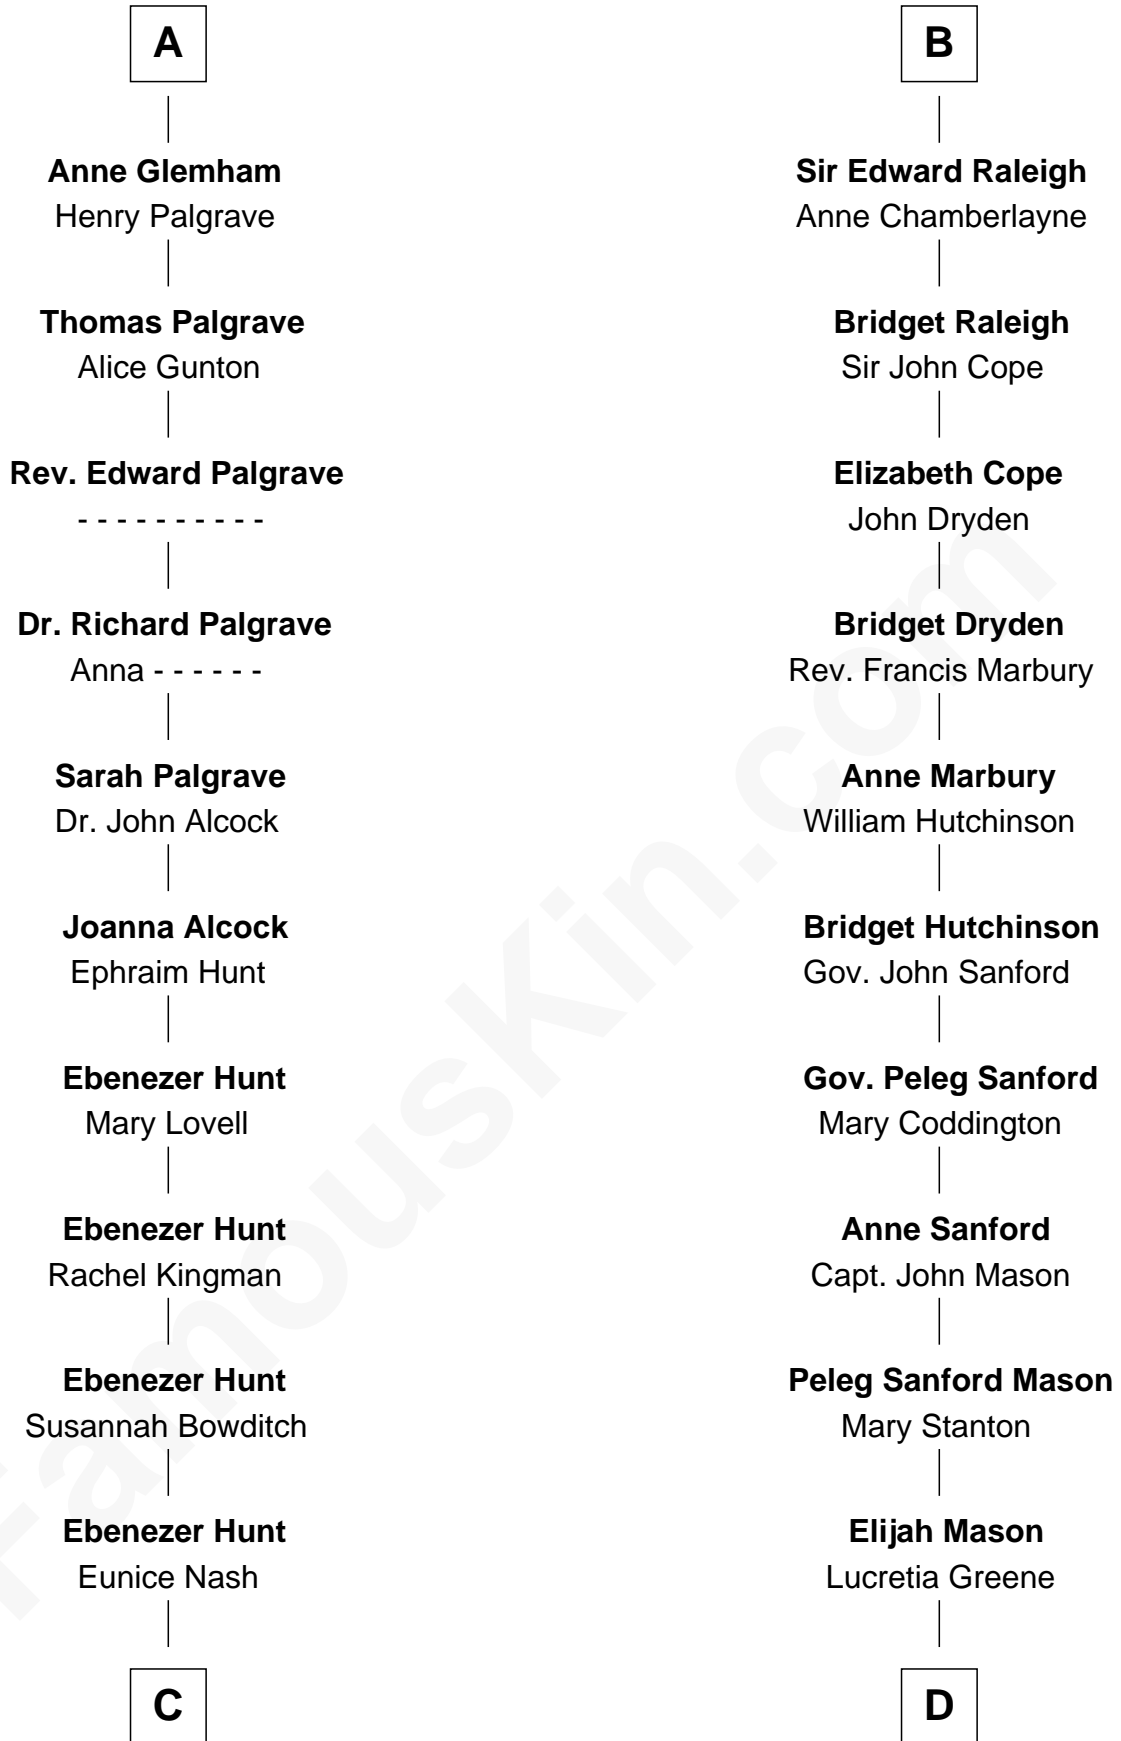 A
Anne Glemham
Henry Palgrave
Thomas Palgrave
Alice Gunton
Rev. Edward Palgrave
- - - - - - - - - -
Dr. Richard Palgrave
Anna - - - - - -
Sarah Palgrave
Dr. John Alcock
Joanna Alcock
Ephraim Hunt
Ebenezer Hunt
Mary Lovell
Ebenezer Hunt
Rachel Kingman
Ebenezer Hunt
Susannah Bowditch
Ebenezer Hunt
Eunice Nash
C
B
Sir Edward Raleigh
Anne Chamberlayne
Bridget Raleigh
Sir John Cope
Elizabeth Cope
John Dryden
Bridget Dryden
Rev. Francis Marbury
Anne Marbury
William Hutchinson
Bridget Hutchinson
Gov. John Sanford
Gov. Peleg Sanford
Mary Coddington
Anne Sanford
Capt. John Mason
Peleg Sanford Mason
Mary Stanton
Elijah Mason
Lucretia Greene
D
FamousKin.com